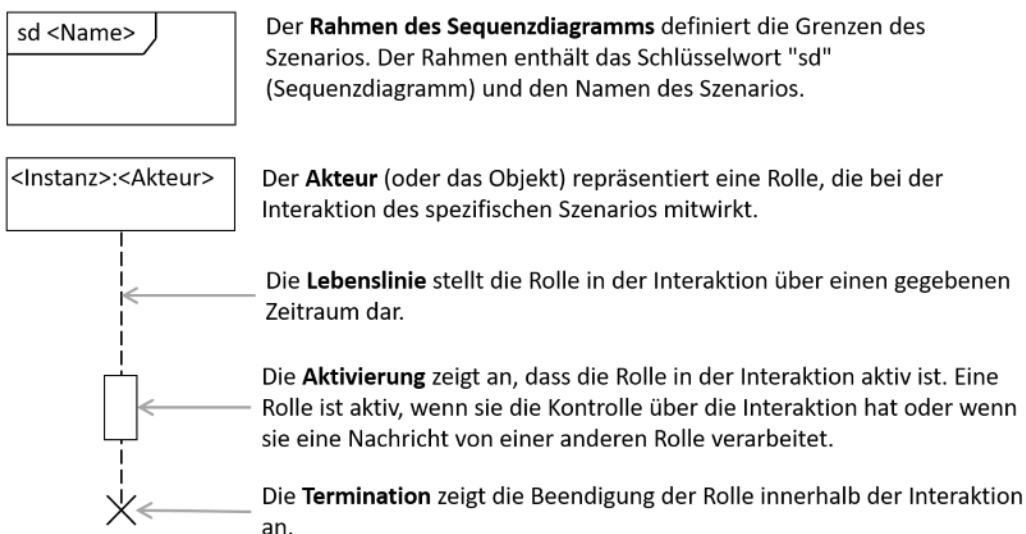 sd <Name>
Der Rahmen des Sequenzdiagramms definiert die Grenzen des
Szenarios. Der Rahmen enthält das Schlüsselwort "sd"
(Sequenzdiagramm) und den Namen des Szenarios.
<Instanz>:<Akteur>
Der Akteur (oder das Objekt) repräsentiert eine Rolle, die bei der
Interaktion des spezifischen Szenarios mitwirkt.
Die Lebenslinie stellt die Rolle in der Interaktion über einen gegebenen
Zeitraum dar.
Die Aktivierung zeigt an, dass die Rolle in der Interaktion aktiv ist. Eine
Rolle ist aktiv, wenn sie die Kontrolle über die Interaktion hat oder wenn
sie eine Nachricht von einer anderen Rolle verarbeitet.
Die Termination zeigt die Beendigung der Rolle innerhalb der Interaktion
an.